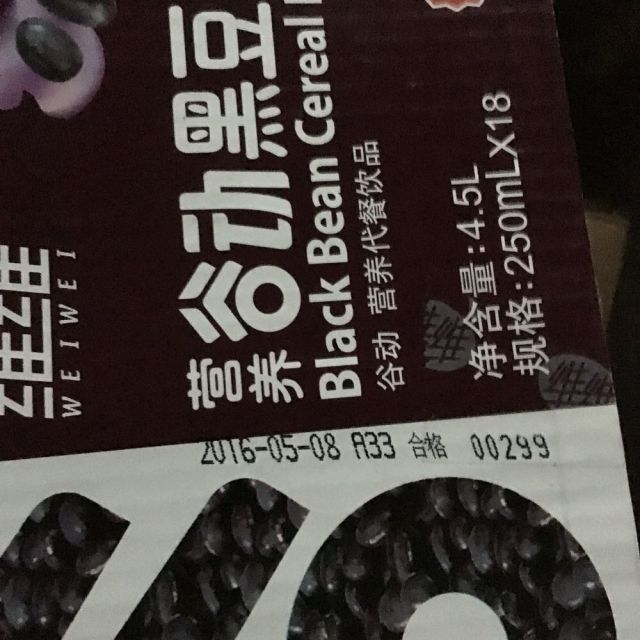 维维
WEIWEI
营养
谷动黑豆
Black Bean Cereal
谷动 营养代餐饮品
净含量:4.5L
规格:250mLX18
2016-05-08 A33 合格 00299